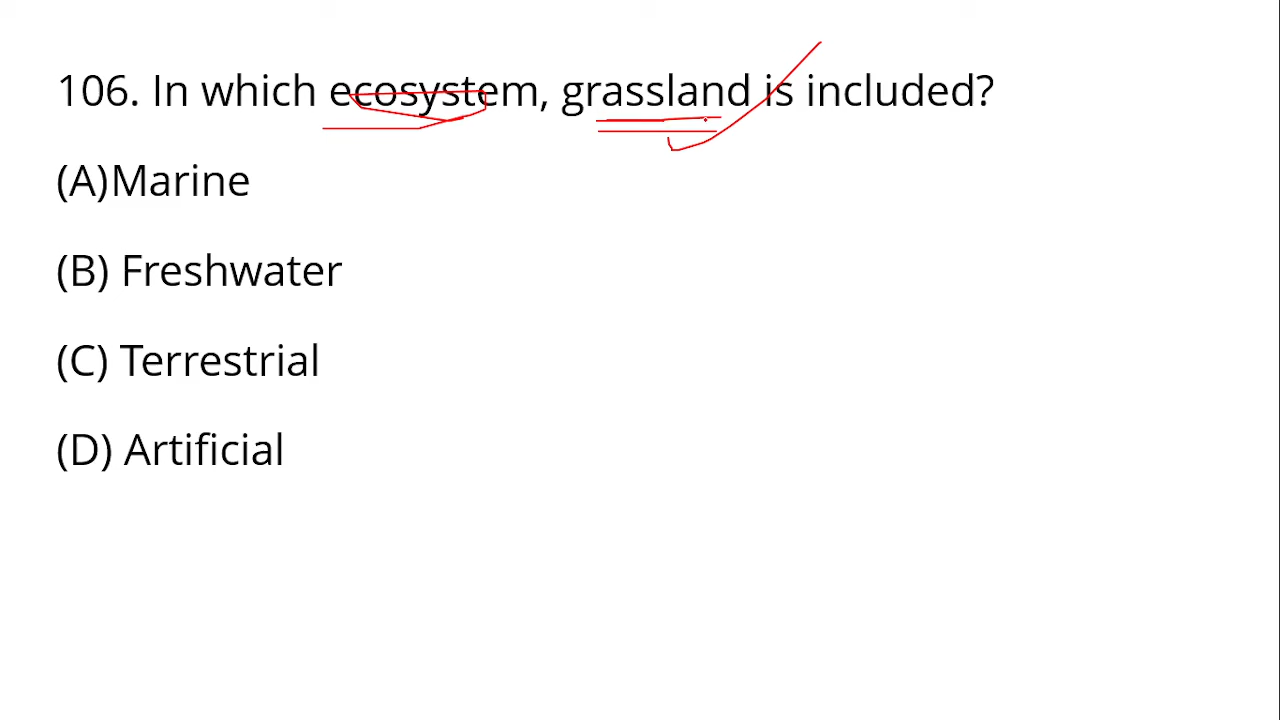 106. In which ecosystem, grassland is included?
(A)Marine
(B) Freshwater
(C) Terrestrial
(D) Artificial